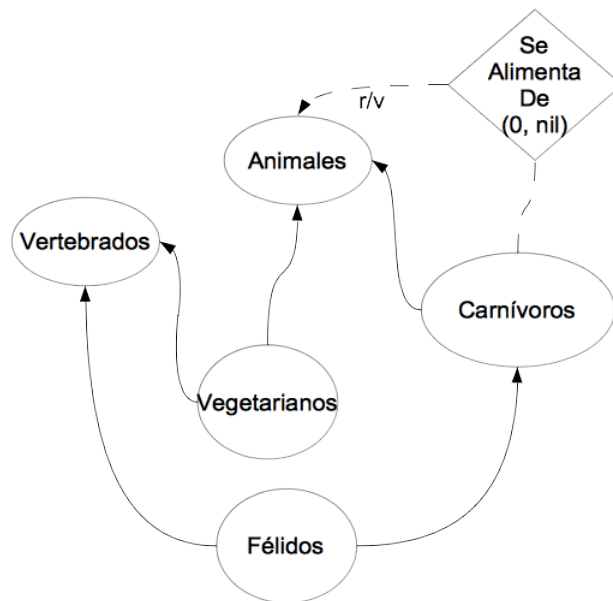 Se
Alimenta
De
(0, nil)
r/v
Animales
Vertebrados
Carnívoros
Vegetarianos
Félidos